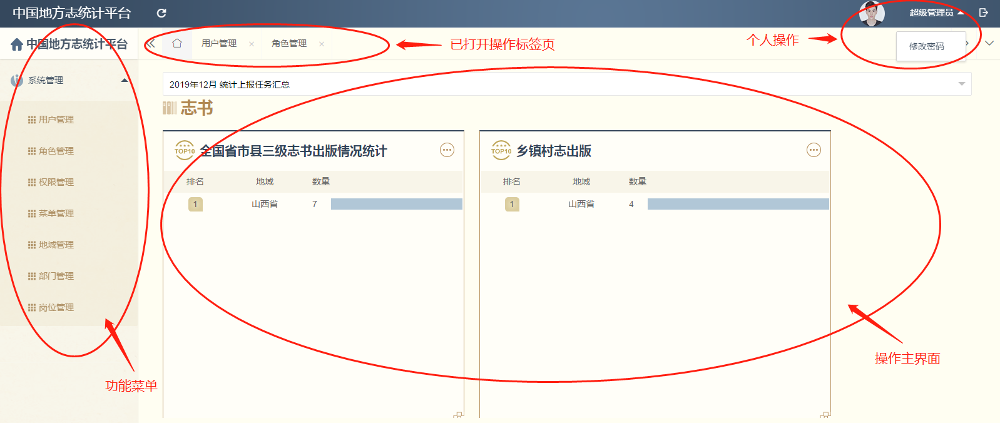 中国地方志统计平台
超级管理员
中国地方志统计平台
用户管理
角色管理
已打开操作标签页
个人操作
修改密码
系统管理
用户管理
角色管理
权限管理
菜单管理
地域管理
部门管理
岗位管理
功能菜单
2019年12月 统计上报任务汇总
志书
TOP10 全国省市县三级志书出版情况统计
排名 地域 数量
1 山西省 7
TOP10 乡镇村志出版
排名 地域 数量
1 山西省 4
操作主界面